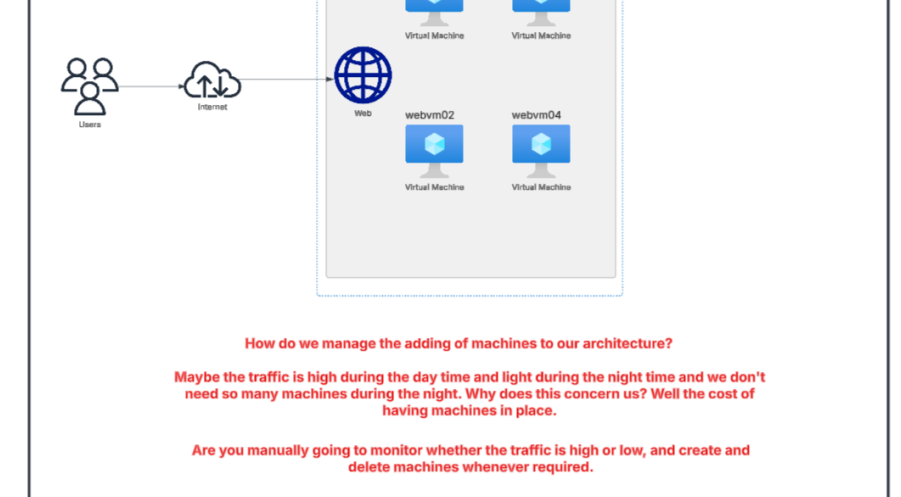 Virtual Machine Virtual Machine
Users
Internet
Web
webvm02 webvm04
Virtual Machine Virtual Machine
How do we manage the adding of machines to our architecture?
Maybe the traffic is high during the day time and light during the night time and we don't
need so many machines during the night. Why does this concern us? Well the cost of
having machines in place.
Are you manually going to monitor whether the traffic is high or low, and create and
delete machines whenever required.